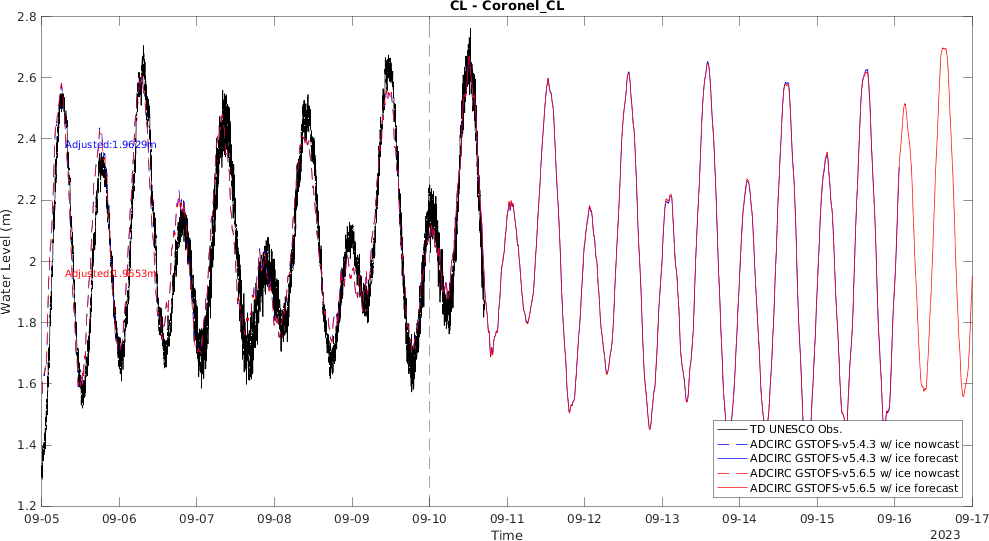 CL - Coronel_CL
2.8
2.6
2.4
2.2
2
1.8
1.6
1.4
1.2
Water Level (m)
Adjusted:1.9629m
Adjusted:1.9553m
TD UNESCO Obs.
ADCIRC GSTOFS-v5.4.3 w/ ice nowcast
ADCIRC GSTOFS-v5.4.3 w/ ice forecast
ADCIRC GSTOFS-v5.6.5 w/ ice nowcast
ADCIRC GSTOFS-v5.6.5 w/ ice forecast
09-05 09-06 09-07 09-08 09-09 09-10 09-11 09-12 09-13 09-14 09-15 09-16 09-17
Time
2023